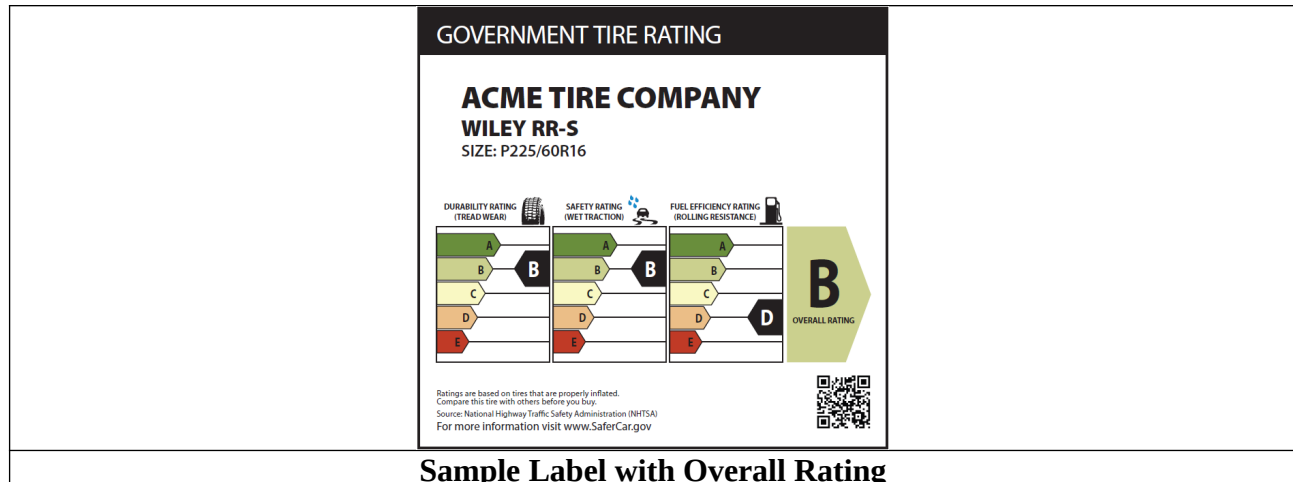 GOVERNMENT TIRE RATING
ACME TIRE COMPANY
WILEY RR-S
SIZE: P225/60R16
DURABILITY RATING
(TREAD WEAR)
SAFETY RATING
(WET TRACTION)
FUEL EFFICIENCY RATING
(ROLLING RESISTANCE)
A
B
C
D
E
B
A
B
C
D
E
B
A
B
C
D
E
D
B
OVERALL RATING
Ratings are based on tires that are properly inflated.
Compare this tire with others before you buy.
Source: National Highway Traffic Safety Administration (NHTSA)
For more information visit www.SaferCar.gov
Sample Label with Overall Rating